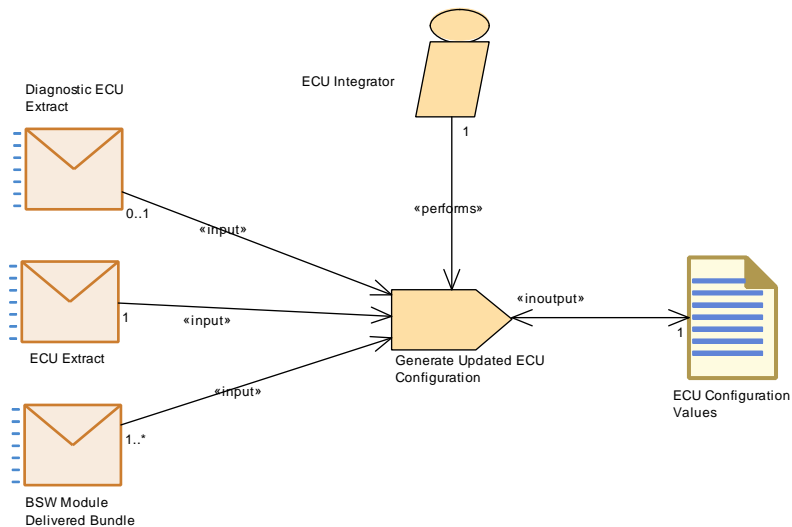 Diagnostic ECU
Extract
ECU Integrator
1
0..1
«input»
«performs»
«inoutput»
1
«input»
1
ECU Extract
Generate Updated ECU
Configuration
ECU Configuration
Values
«input»
1..*
BSW Module
Delivered Bundle